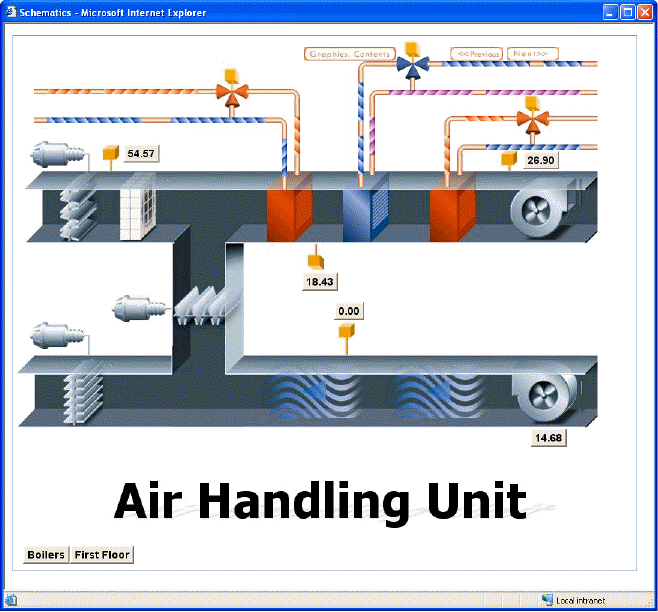 Schematics - Microsoft Internet Explorer
Graphics. Contents <<Previous Next>>
54.57
26.90
18.43
0.00
14.68
Air Handling Unit
Boilers First Floor
Local intranet